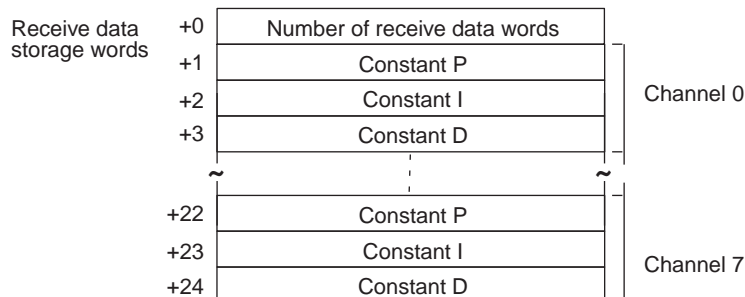 Receive data
storage words
+0 Number of receive data words
+1 Constant P
+2 Constant I
+3 Constant D
Channel 0
~ ~
+22 Constant P
+23 Constant I
+24 Constant D
Channel 7